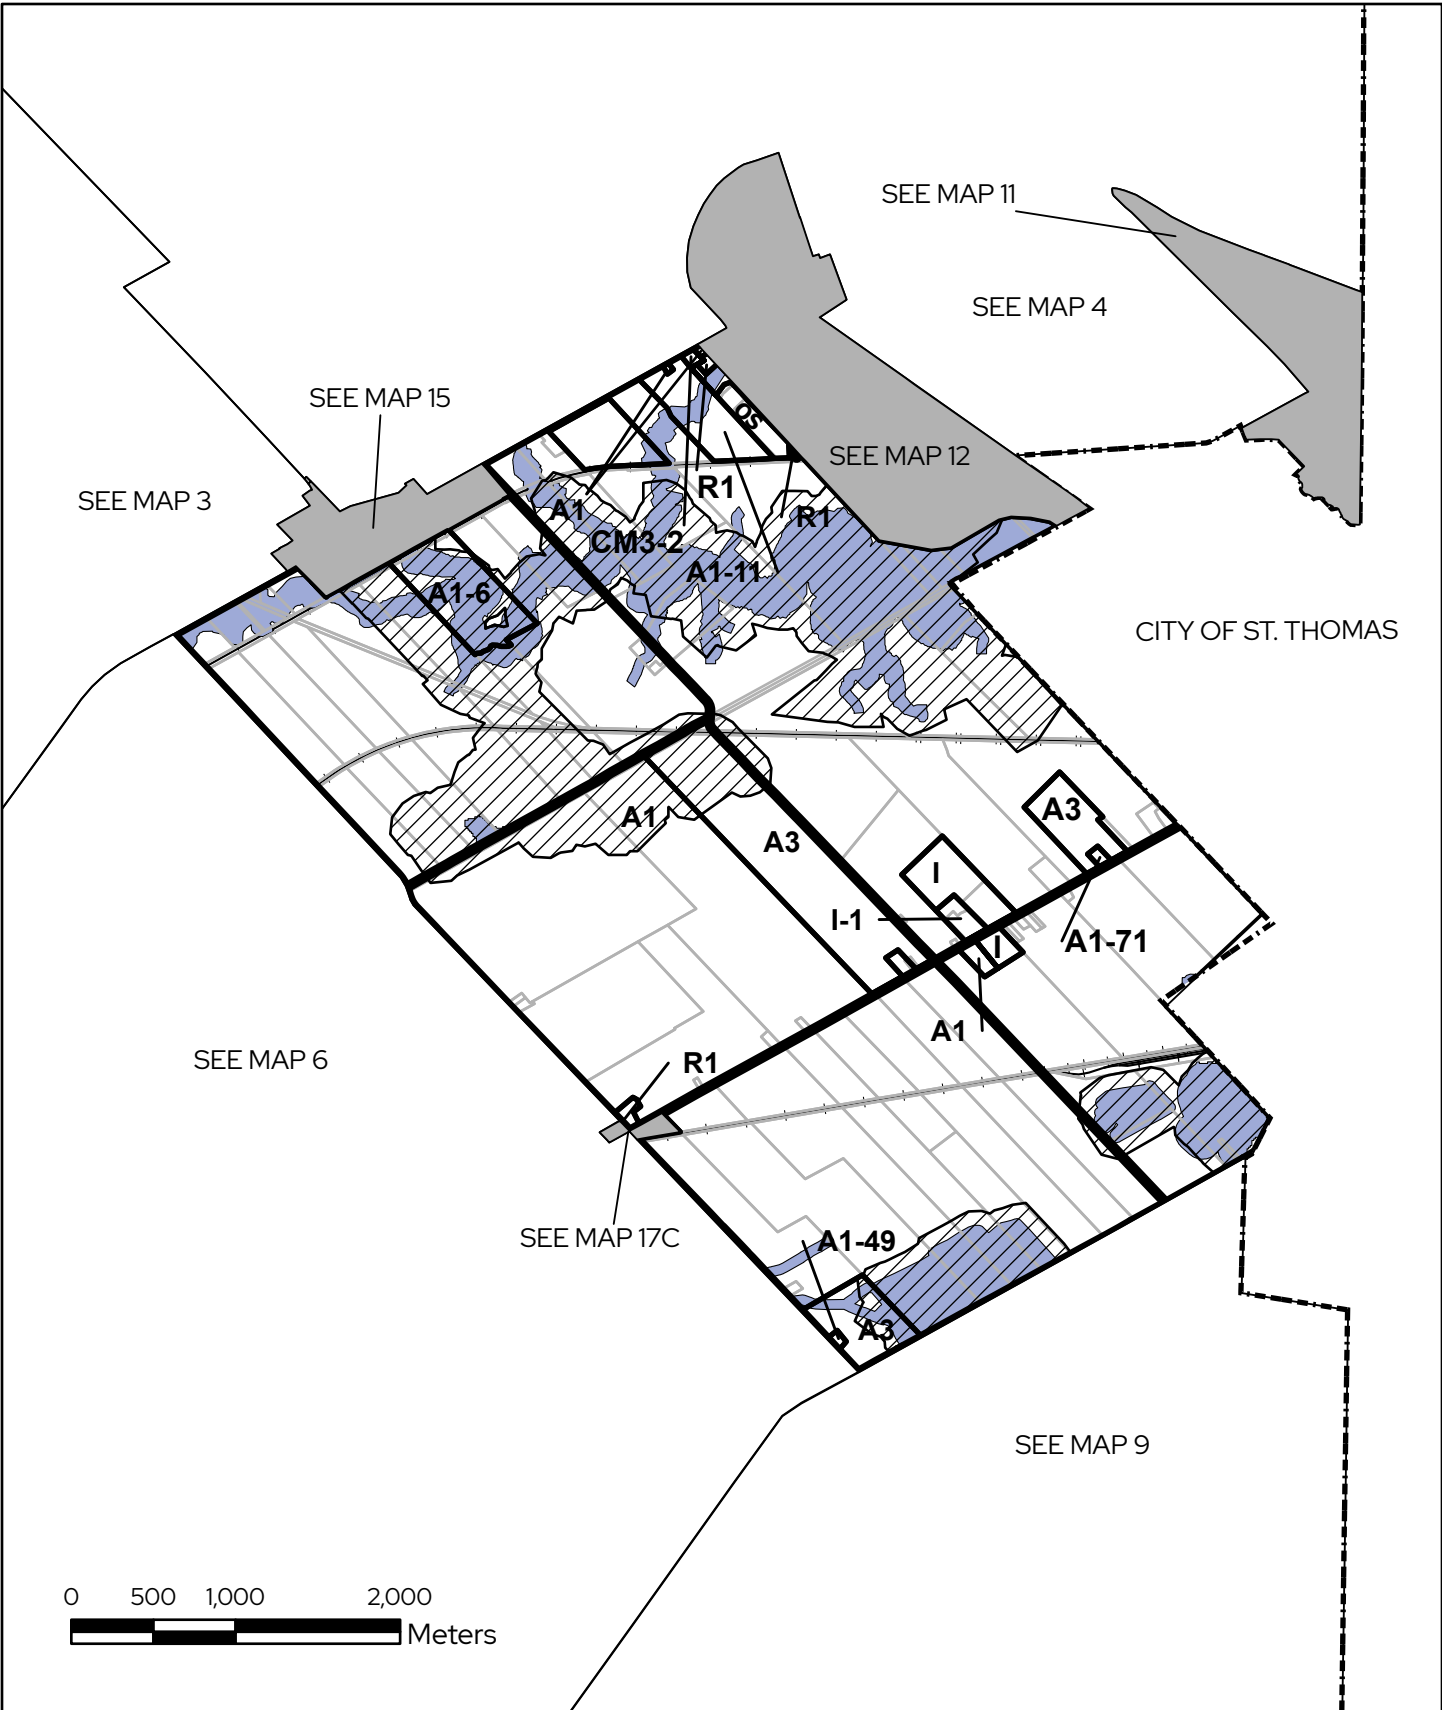 SEE MAP 11
SEE MAP 4
SEE MAP 15
OS
SEE MAP 12
SEE MAP 3
R1
A1
R1
CM3-2
A1-11
A1-6
CITY OF ST. THOMAS
A1
A3
A3
I
I-1
A1-71
I
A1
SEE MAP 6
R1
SEE MAP 17C
A1-49
A3
SEE MAP 9
0 500 1,000 2,000
Meters